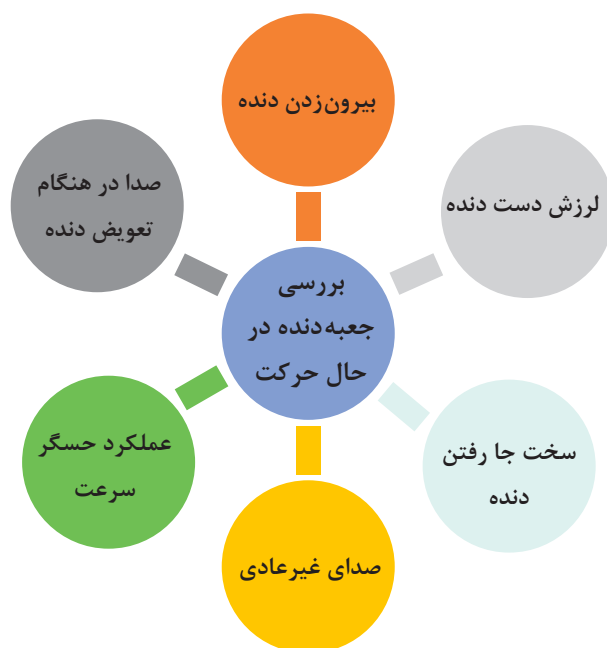 بیرون‌زدن دنده
لرزش دست دنده
سخت جا رفتن
دنده
صدای غیرعادی
عملکرد حسگر
سرعت
صدا در هنگام
تعویض دنده
بررسی
جعبه‌دنده در
حال حرکت